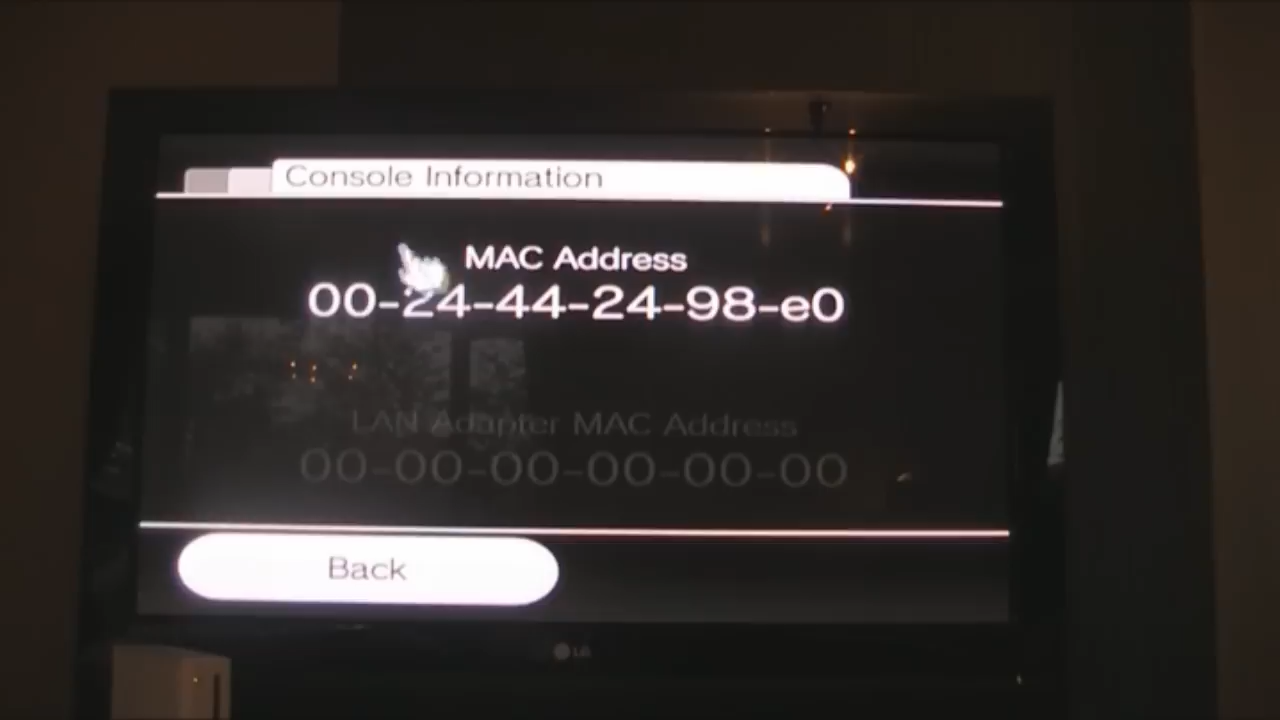 Console Information
MAC Address
00-24-44-24-98-e0
LAN Adapter MAC Address
00-00-00-00-00-00
Back
LG